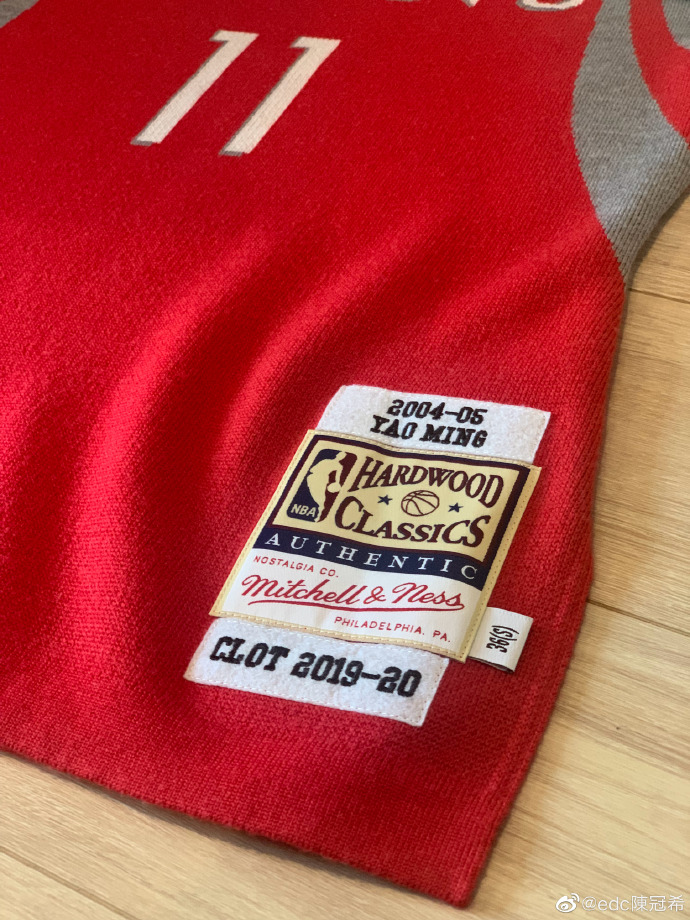 11
2004-05
YAO MING
NBA
HARDWOOD
CLASSICS
AUTHENTIC
NOSTALGIA CO.
Mitchell & Ness
PHILADELPHIA, PA.
36(S)
CLOT 2019-20
@edc陳冠希